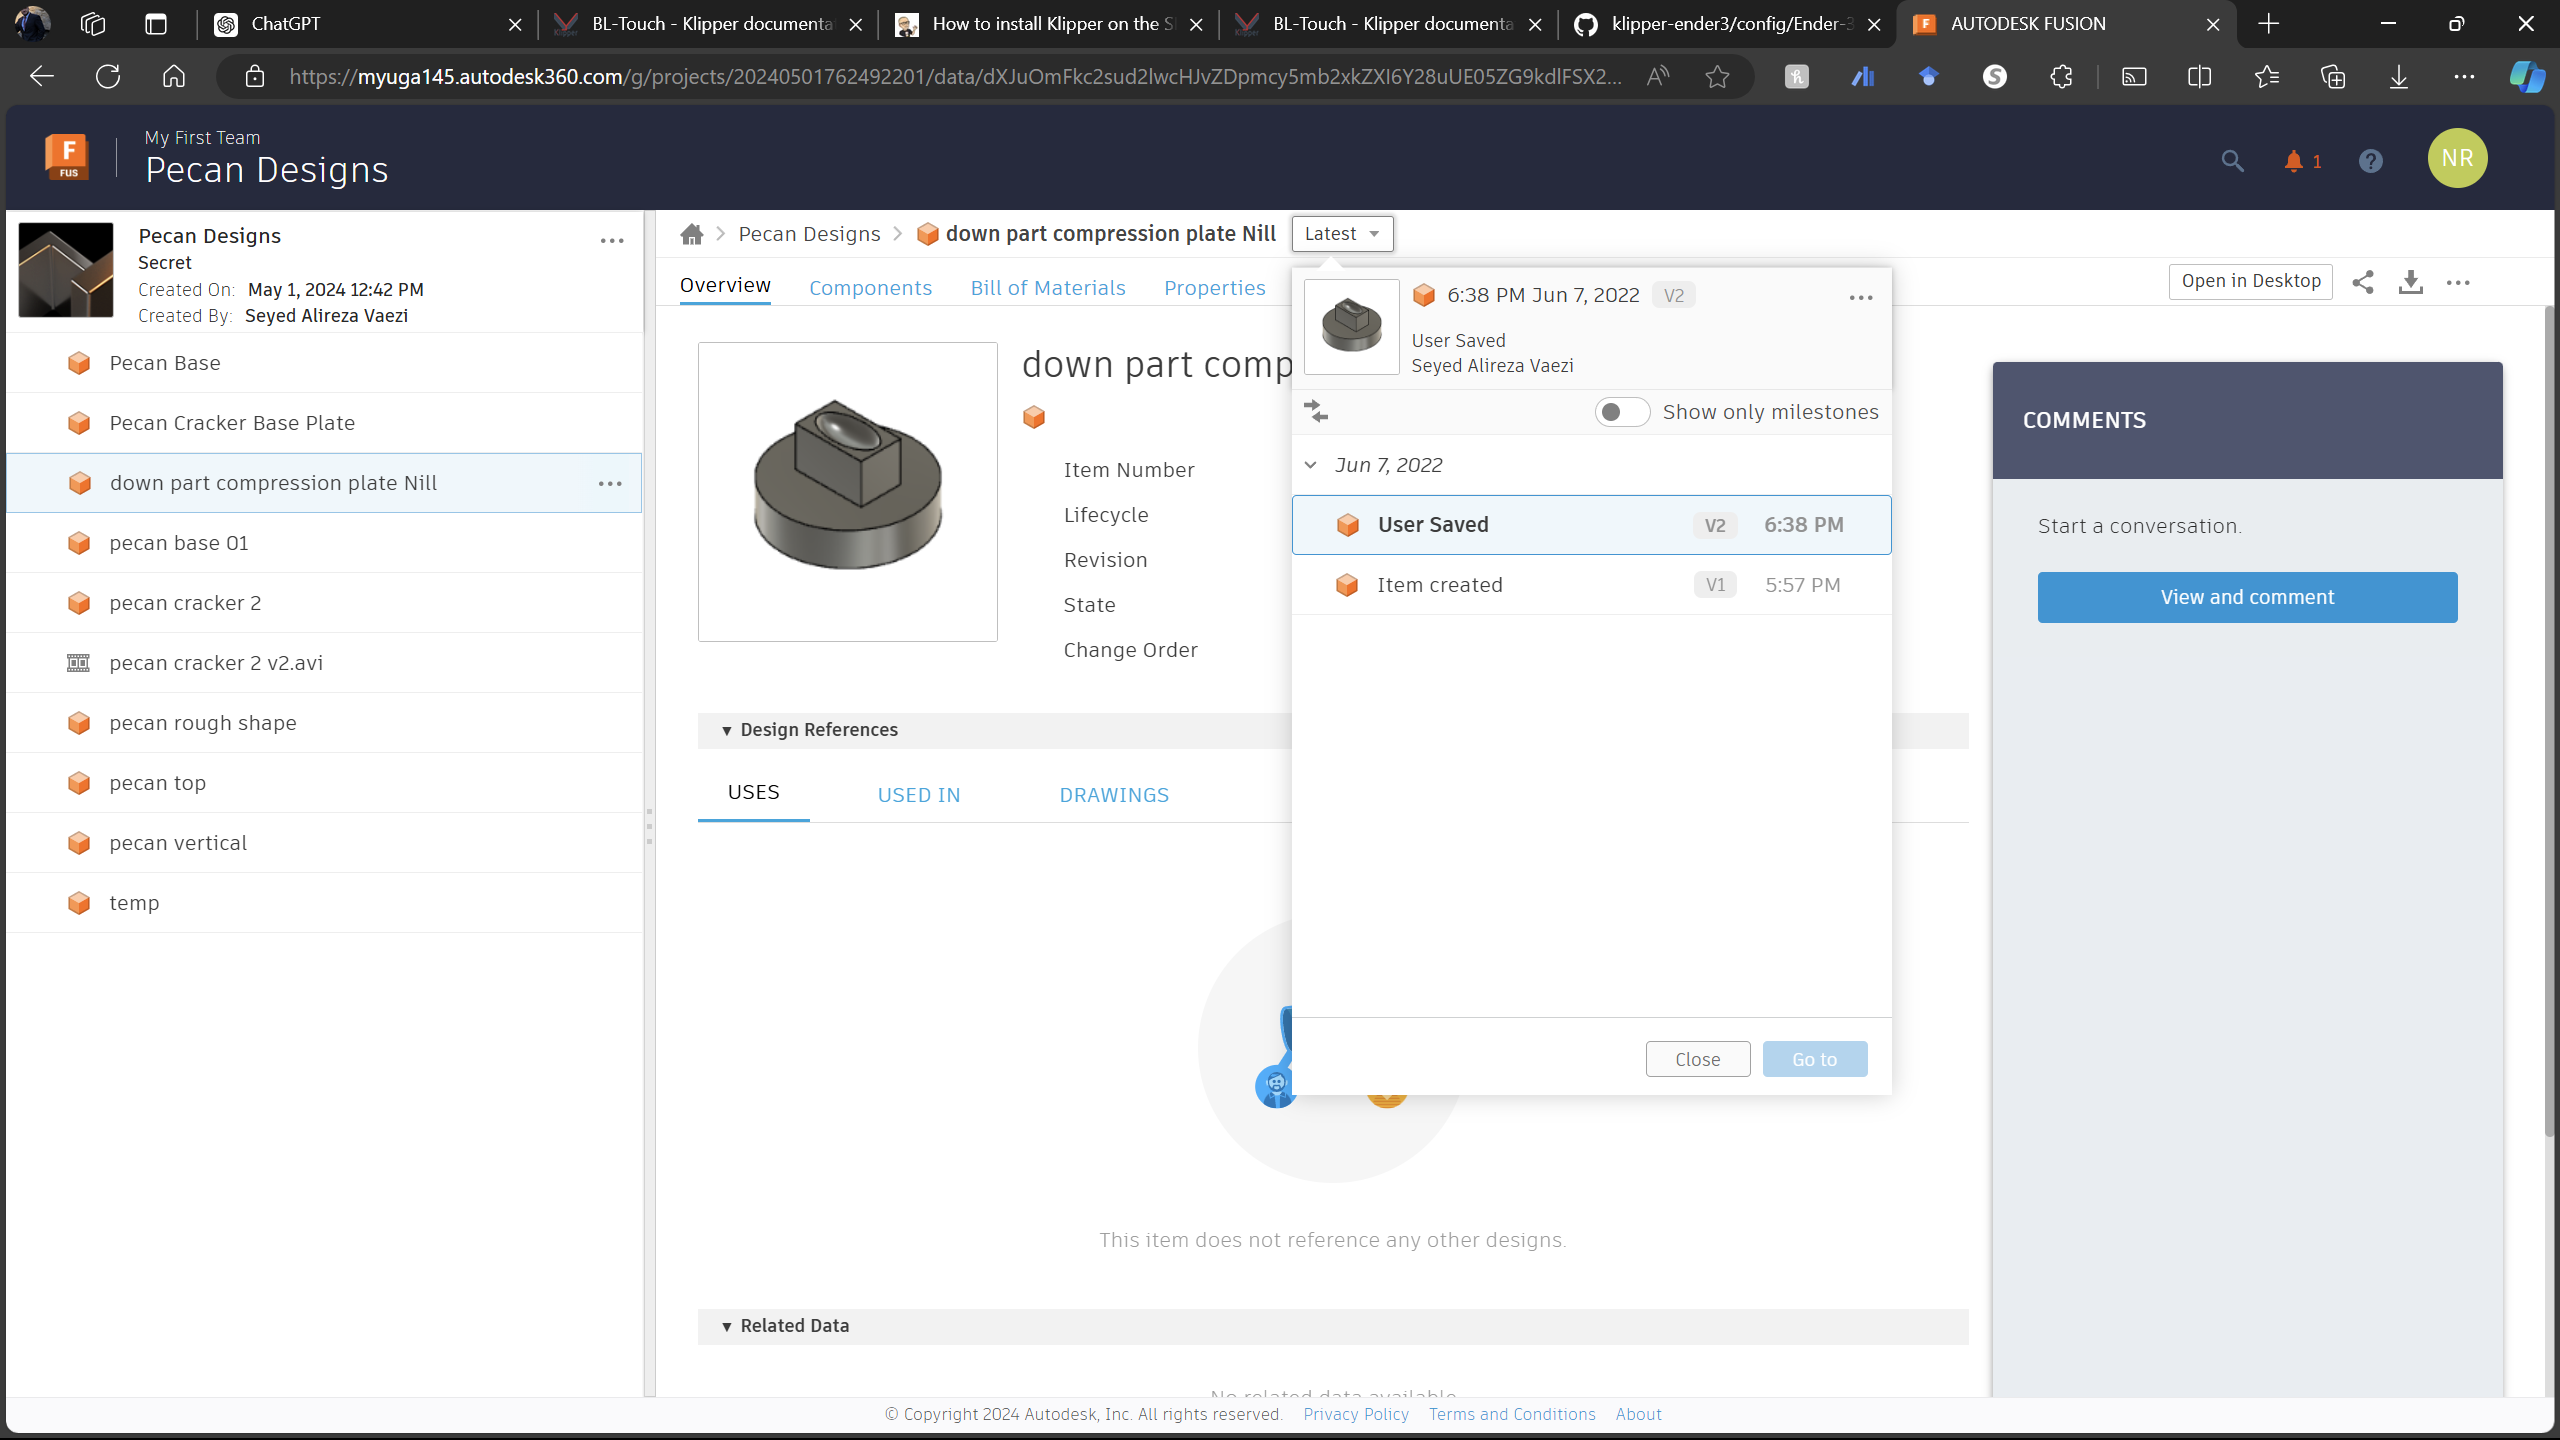 ChatGPT
BL-Touch - Klipper documenta
How to install Klipper on the S
BL-Touch - Klipper documenta
klipper-ender3/config/Ender-3
AUTODESK FUSION
https://myuga145.autodesk360.com/g/projects/20240501762492201/data/dXJuOmFkc2sud2lwcHJvZDpmcy5mb2xkZXI6Y28uUE05ZG9kdlFSX2...
F
FUS
My First Team
Pecan Designs
1
NR
Pecan Designs
Secret
Created On: May 1, 2024 12:42 PM
Created By: Seyed Alireza Vaezi
Pecan Base
Pecan Cracker Base Plate
down part compression plate Nill
pecan base 01
pecan cracker 2
pecan cracker 2 v2.avi
pecan rough shape
pecan top
pecan vertical
temp
Pecan Designs
down part compression plate Nill
Latest
Overview
Components
Bill of Materials
Properties
Open in Desktop
down part comp
Item Number
Lifecycle
Revision
State
Change Order
6:38 PM Jun 7, 2022 V2
User Saved
Seyed Alireza Vaezi
Show only milestones
Jun 7, 2022
User Saved V2 6:38 PM
Item created V1 5:57 PM
Close
Go to
COMMENTS
Start a conversation.
View and comment
Design References
USES
USED IN
DRAWINGS
This item does not reference any other designs.
Related Data
No related data available
© Copyright 2024 Autodesk, Inc. All rights reserved. Privacy Policy Terms and Conditions About